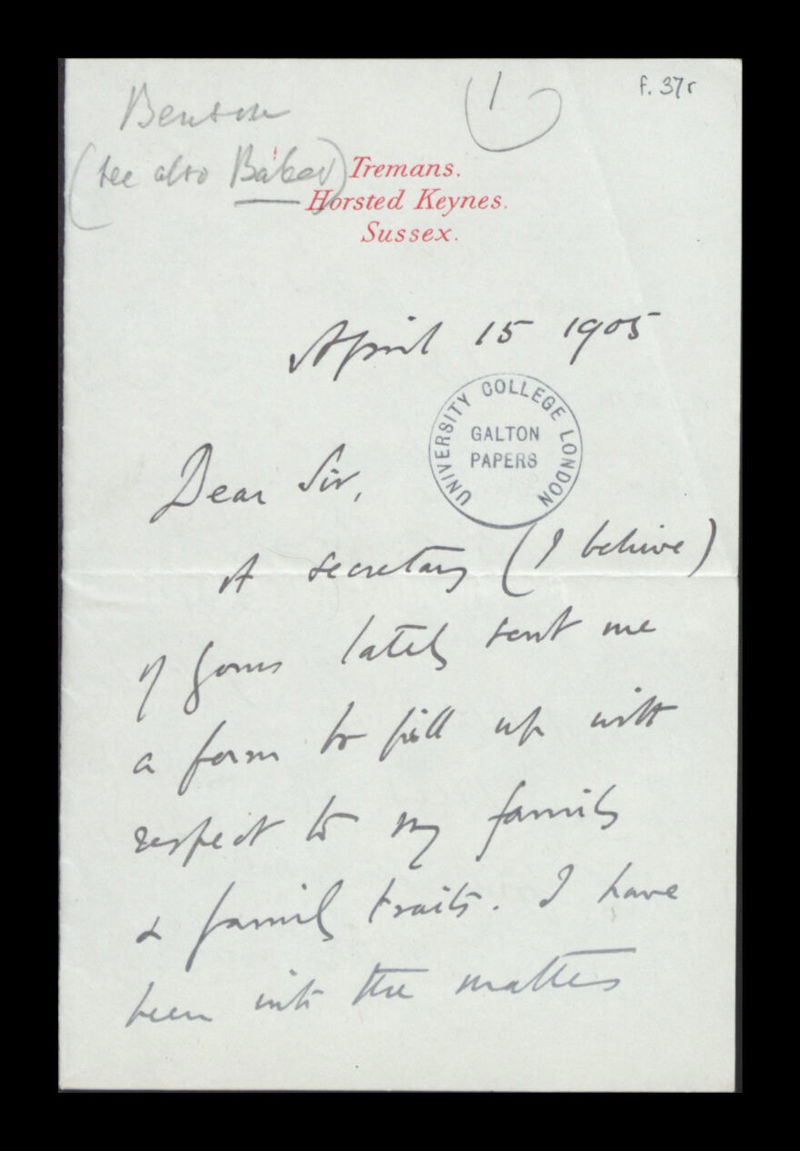 Benson
(see also Baker)
1
f. 37r
Tremans.
Horsted Keynes.
Sussex.
April 15 1905
UNIVERSITY COLLEGE LONDON
GALTON
PAPERS
Dear Sir,
A secretary (I believe)
of yours lately sent me
a form to fill up with
respect to my family
& family traits. I have
been into the matter